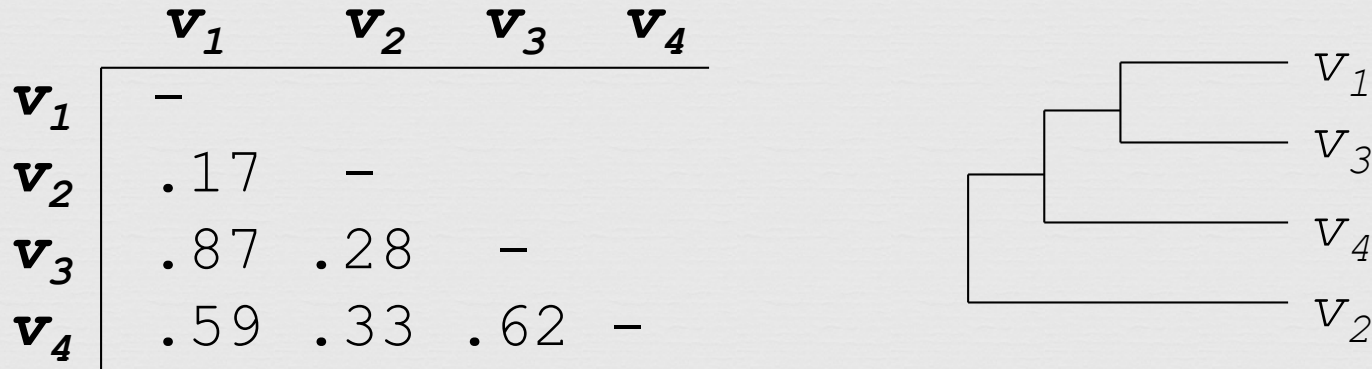 v1 v2 v3 v4
v1 -
v2 .17 -
v3 .87 .28 -
v4 .59 .33 .62 -
v1
v3
v4
v2